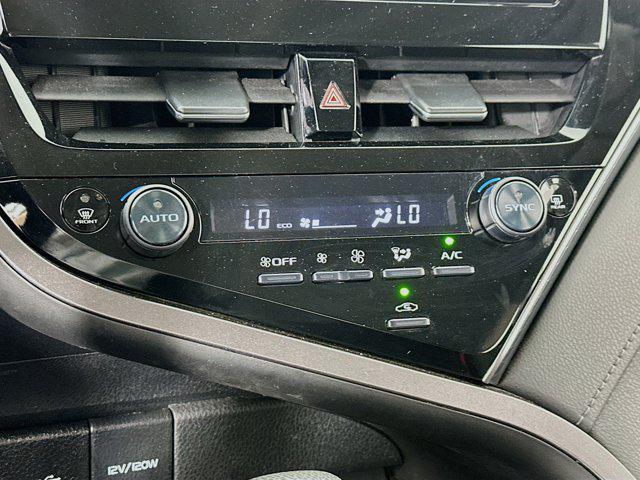 FRONT
AUTO
LO ECO LO
SYNC
REAR
OFF
A/C
12V/120W